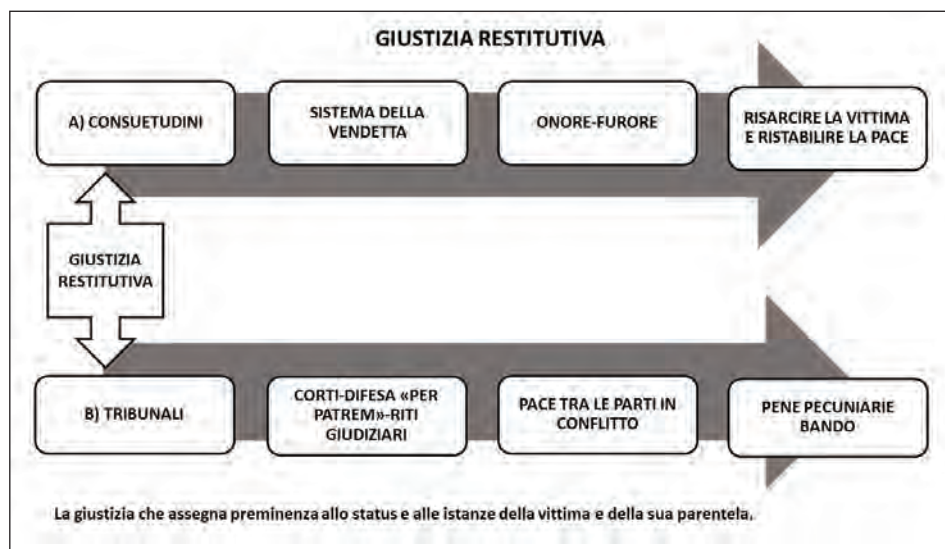 GIUSTIZIA RESTITUTIVA
A) CONSUETUDINI
SISTEMA DELLA
VENDETTA
ONORE-FURORE
RISARCIRE LA VITTIMA
E RISTABILIRE LA PACE
GIUSTIZIA
RESTITUTIVA
B) TRIBUNALI
CORTI-DIFESA «PER
PATREM»-RITI
GIUDIZIARI
PACE TRA LE PARTI IN
CONFLITTO
PENE PECUNIARIE
BANDO
La giustizia che assegna preminenza allo status e alle istanze della vittima e della sua parentela.